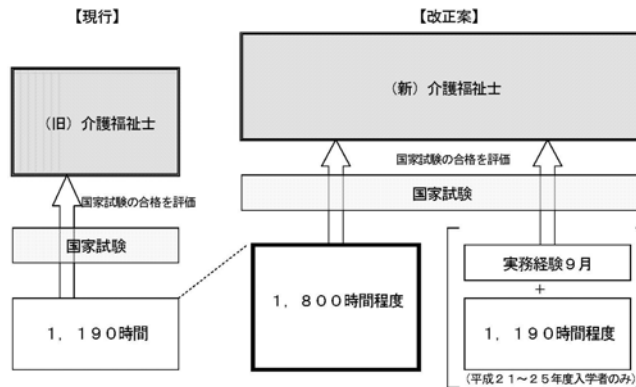 【現行】
(旧)介護福祉士
国家試験の合格を評価
国家試験
1,190時間
【改正案】
(新)介護福祉士
国家試験の合格を評価
国家試験
1,800時間程度
実務経験9月
+
1,190時間程度
(平成21~25年度入学者のみ)